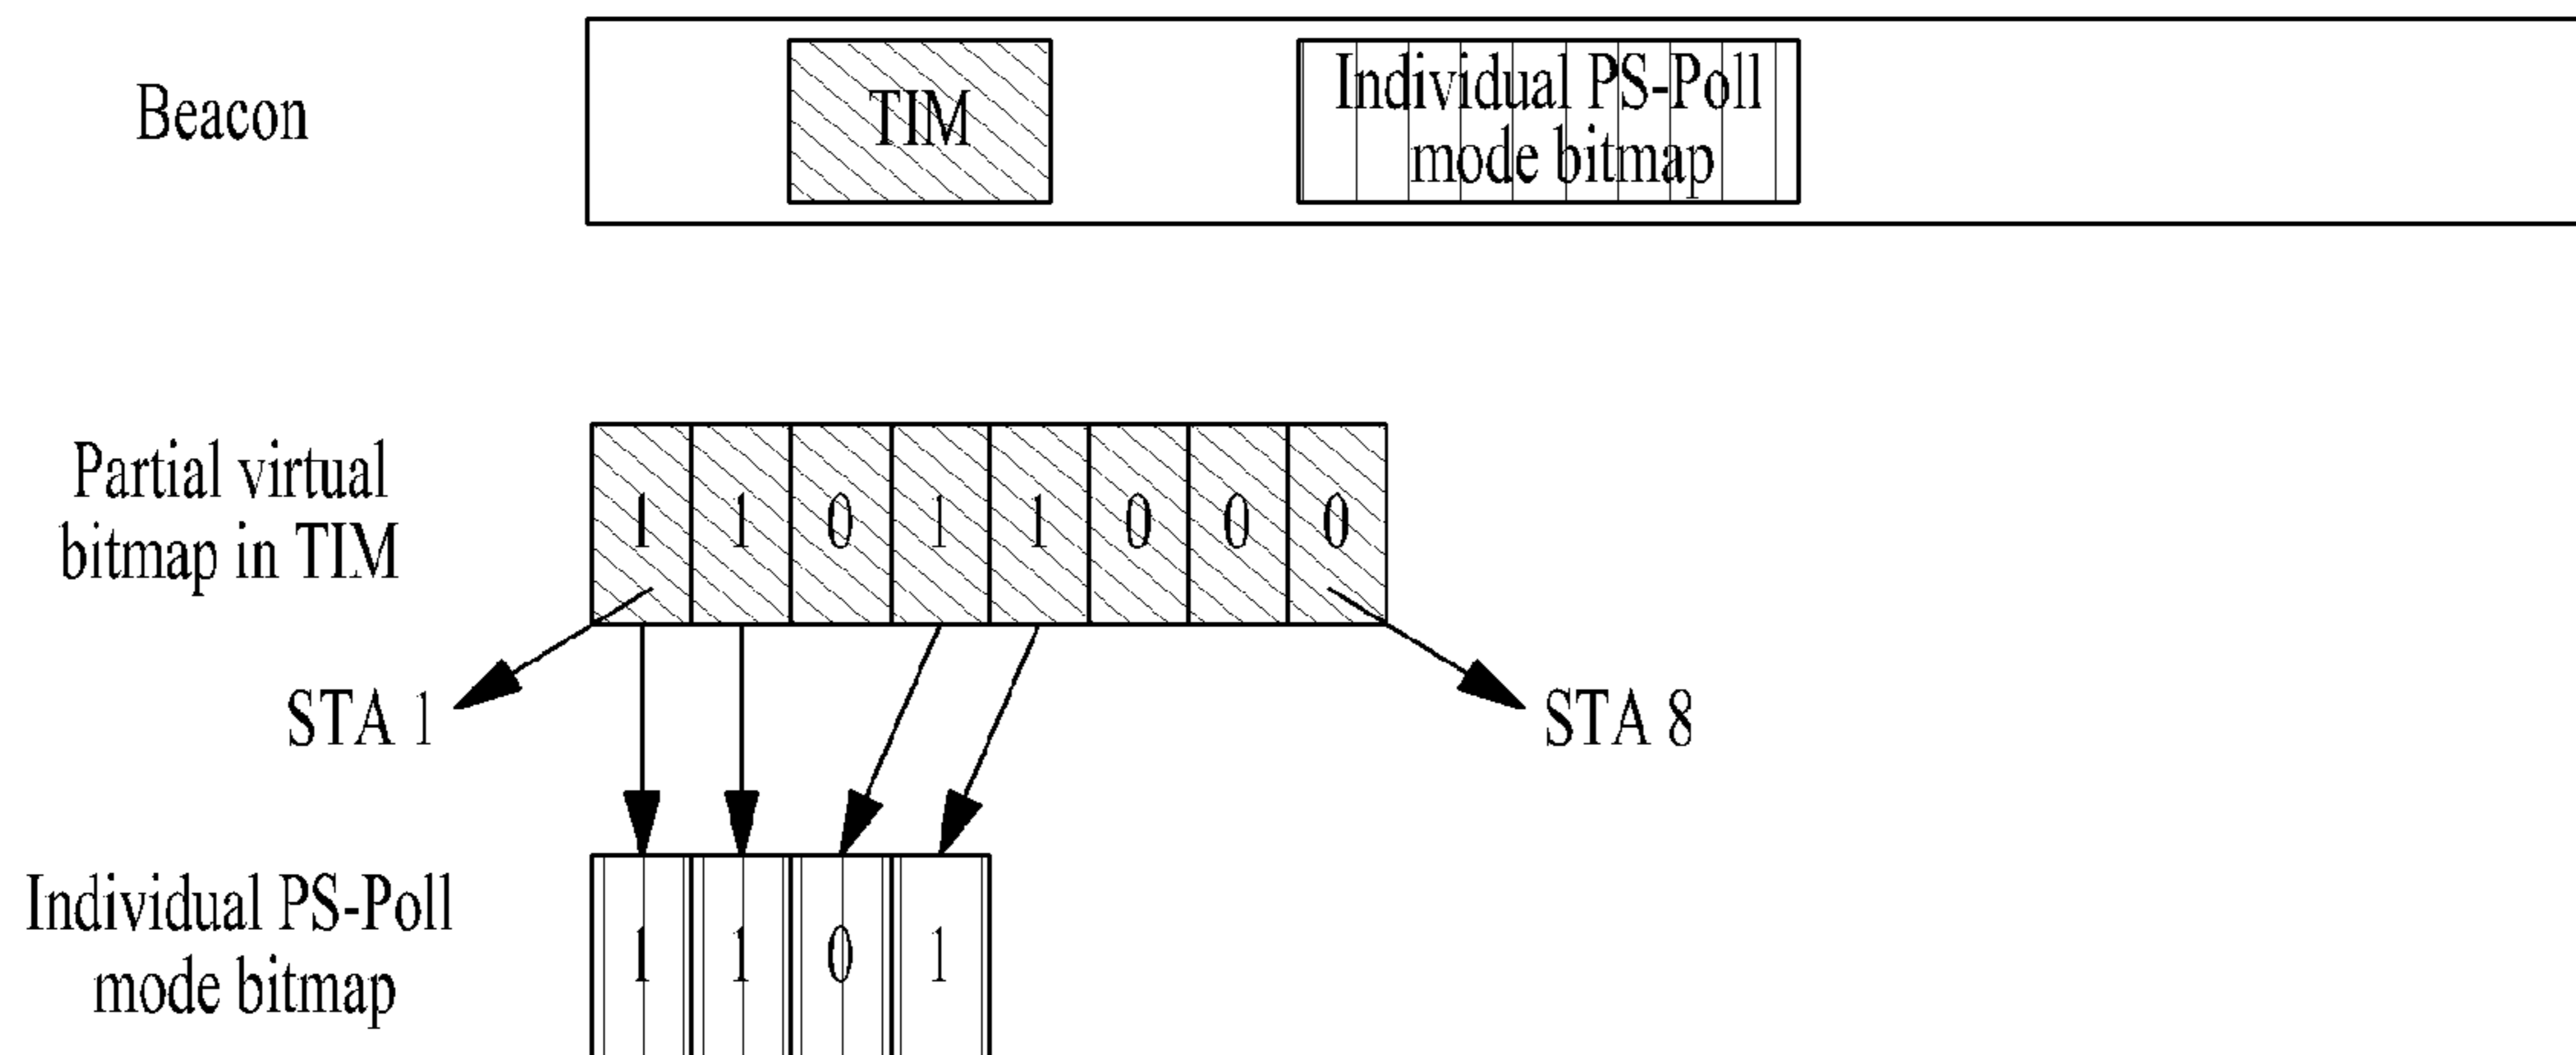 Beacon
TIM
Individual PS-Poll
mode bitmap
Partial virtual
bitmap in TIM
1 1 0 1 1 0 0 0
STA 1
STA 8
Individual PS-Poll
mode bitmap
1 1 0 1